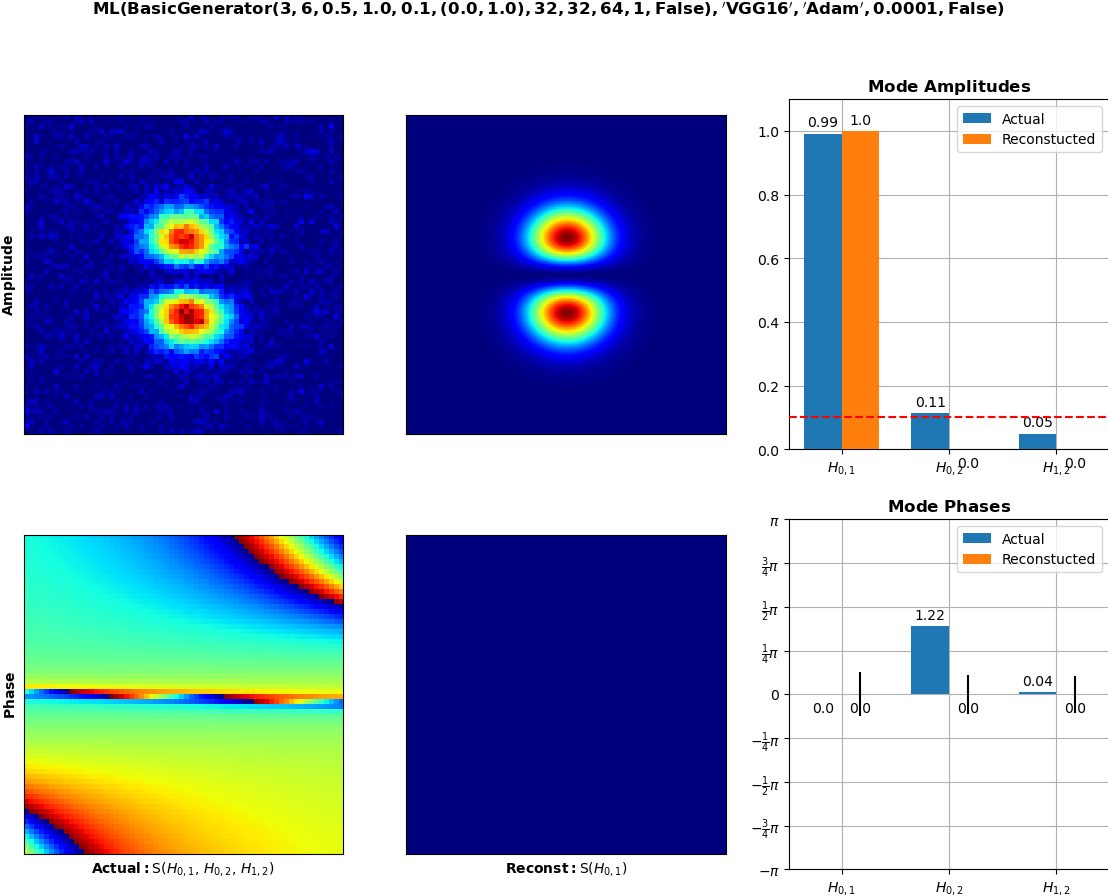 ML(BasicGenerator(3, 6, 0.5, 1.0, 0.1, (0.0, 1.0), 32, 32, 64, 1, False), ′VGG16′, ′Adam′, 0.0001, False)
Mode Amplitudes
Actual
Reconstucted
0.99
1.0
0.11
0.0
0.05
0.0
1.0
0.8
0.6
0.4
0.2
0.0
H0,1
H0,2
H1,2
Amplitude
Mode Phases
Actual
Reconstucted
π
3/4π
1/2π
1/4π
0
−1/4π
−1/2π
−3/4π
−π
0.0
0.0
1.22
0.0
0.04
0.0
H0,1
H0,2
H1,2
Phase
Actual: S(H0,1, H0,2, H1,2)
Reconst: S(H0,1)